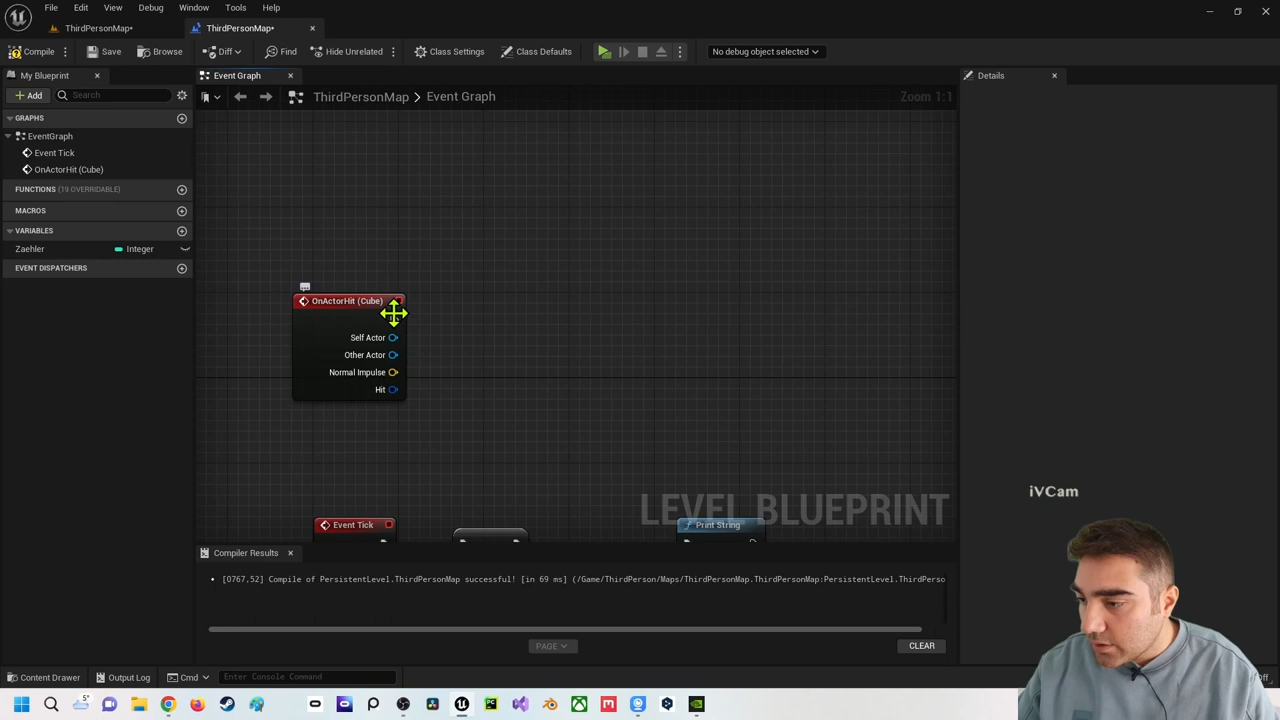 File Edit View Debug Window Tools Help
ThirdPersonMap* ThirdPersonMap*
Compile Save Browse Diff Find Hide Unrelated Class Settings Class Defaults No debug object selected
My Blueprint Event Graph Details
Add Search ThirdPersonMap > Event Graph Zoom 1:1
GRAPHS
EventGraph
Event Tick
OnActorHit (Cube)
FUNCTIONS (19 OVERRIDABLE)
MACROS
VARIABLES
Zaehler Integer
EVENT DISPATCHERS
OnActorHit (Cube)
Self Actor
Other Actor
Normal Impulse
Hit
iVCam
LEVEL BLUEPRINT
Event Tick Print String
Compiler Results
[0767,52] Compile of PersistentLevel.ThirdPersonMap successful! [in 69 ms] (/Game/ThirdPerson/Maps/ThirdPersonMap.ThirdPersonMap:PersistentLevel.ThirdPerso
PAGE CLEAR
Content Drawer Output Log Cmd Enter Console Command Off
5°